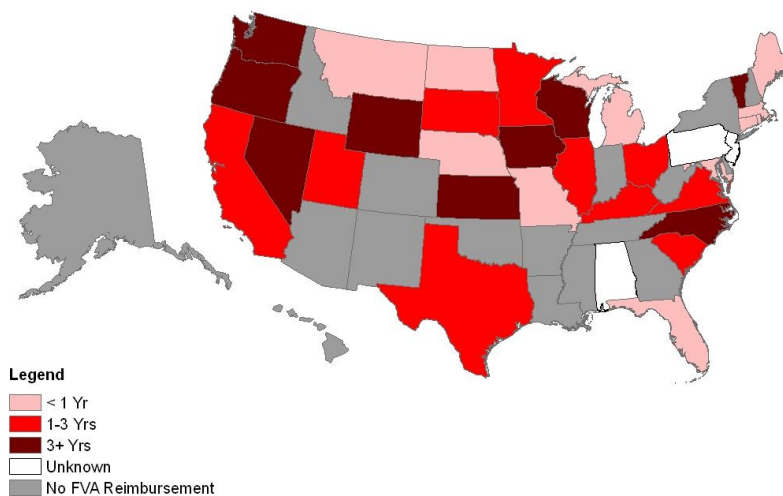 Legend
< 1 Yr
1-3 Yrs
3+ Yrs
Unknown
No FVA Reimbursement